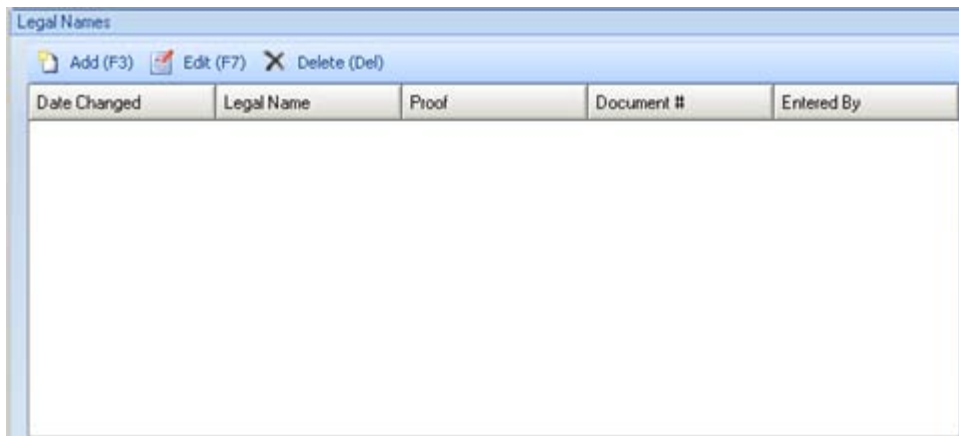 Legal Names
Add (F3) Edit (F7) Delete (Del)
Date Changed Legal Name Proof Document # Entered By